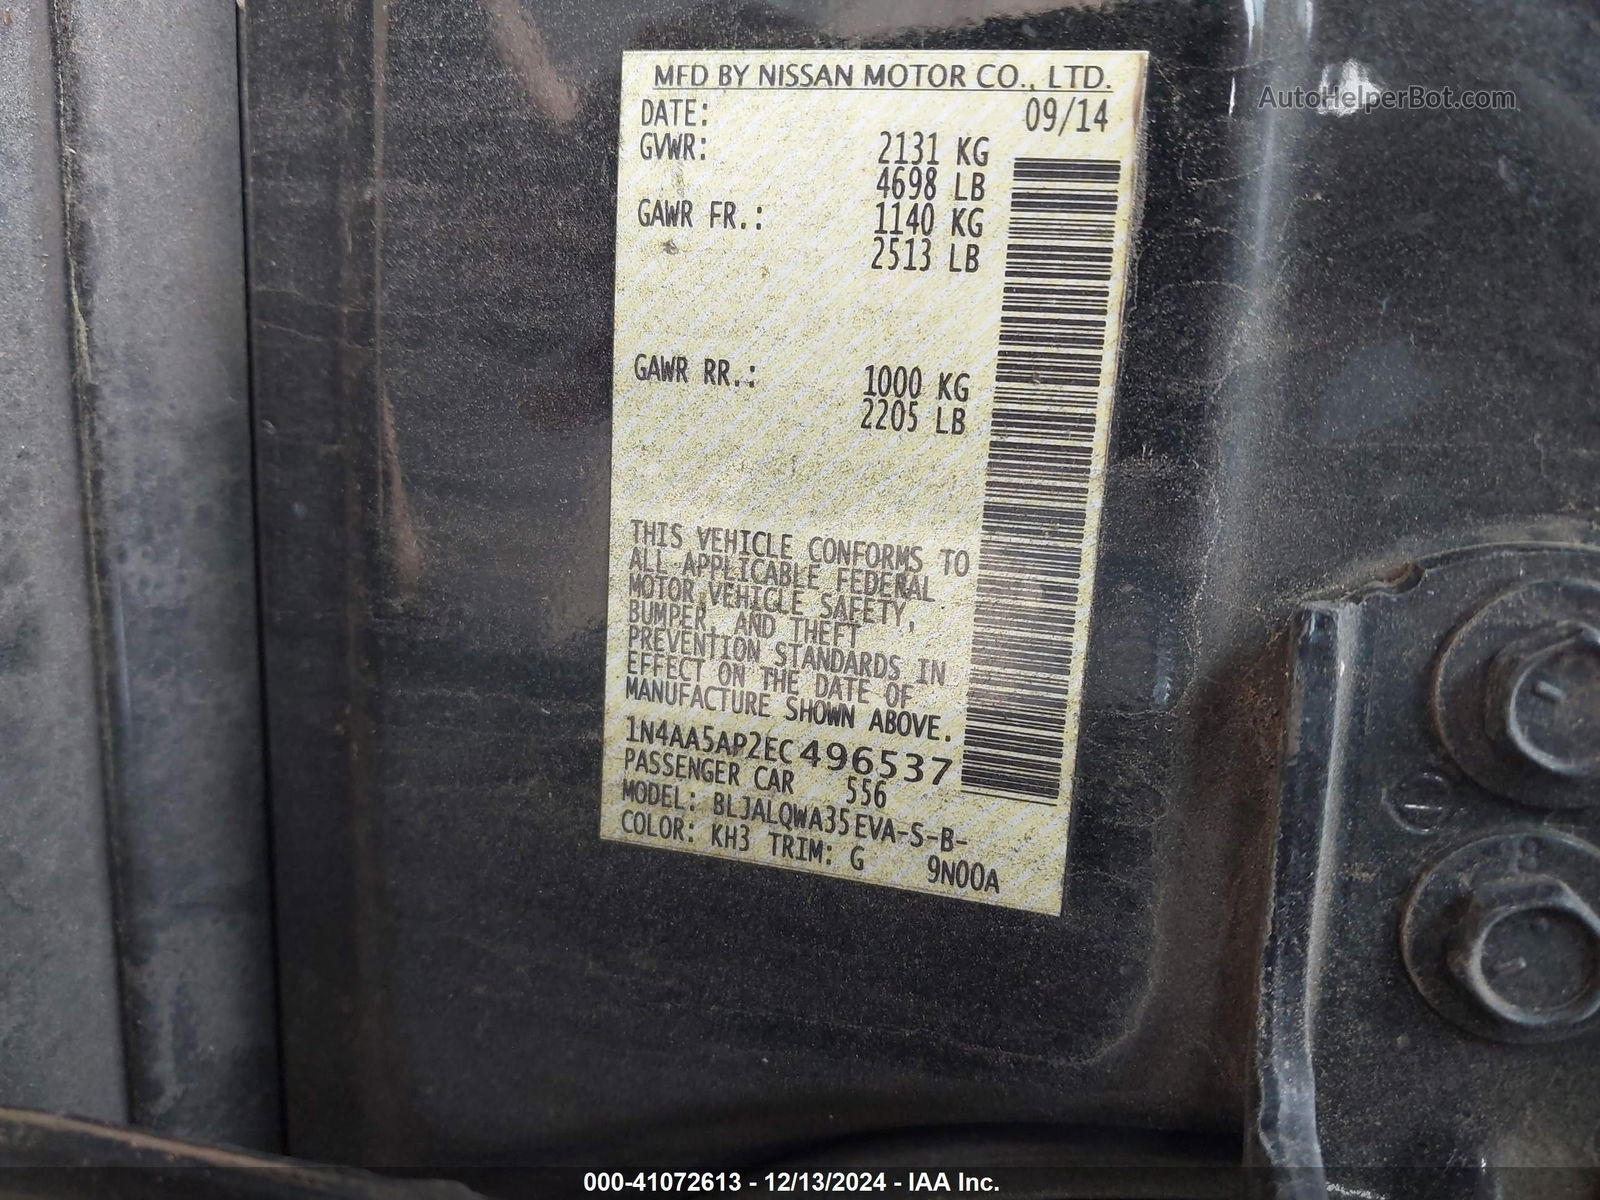 AutoHelperBot.com
MFD BY NISSAN MOTOR CO., LTD.
DATE: 09/14
GVWR: 2131 KG
4698 LB
GAWR FR.: 1140 KG
2513 LB
GAWR RR.: 1000 KG
2205 LB
THIS VEHICLE CONFORMS TO
ALL APPLICABLE FEDERAL
MOTOR VEHICLE SAFETY,
BUMPER, AND THEFT
PREVENTION STANDARDS IN
EFFECT ON THE DATE OF
MANUFACTURE SHOWN ABOVE.
1N4AA5AP2EC496537
PASSENGER CAR 556
MODEL: BLJALQWA35EVA-S-B-
COLOR: KH3 TRIM: G 9N00A
000-41072613 - 12/13/2024 - IAA Inc.